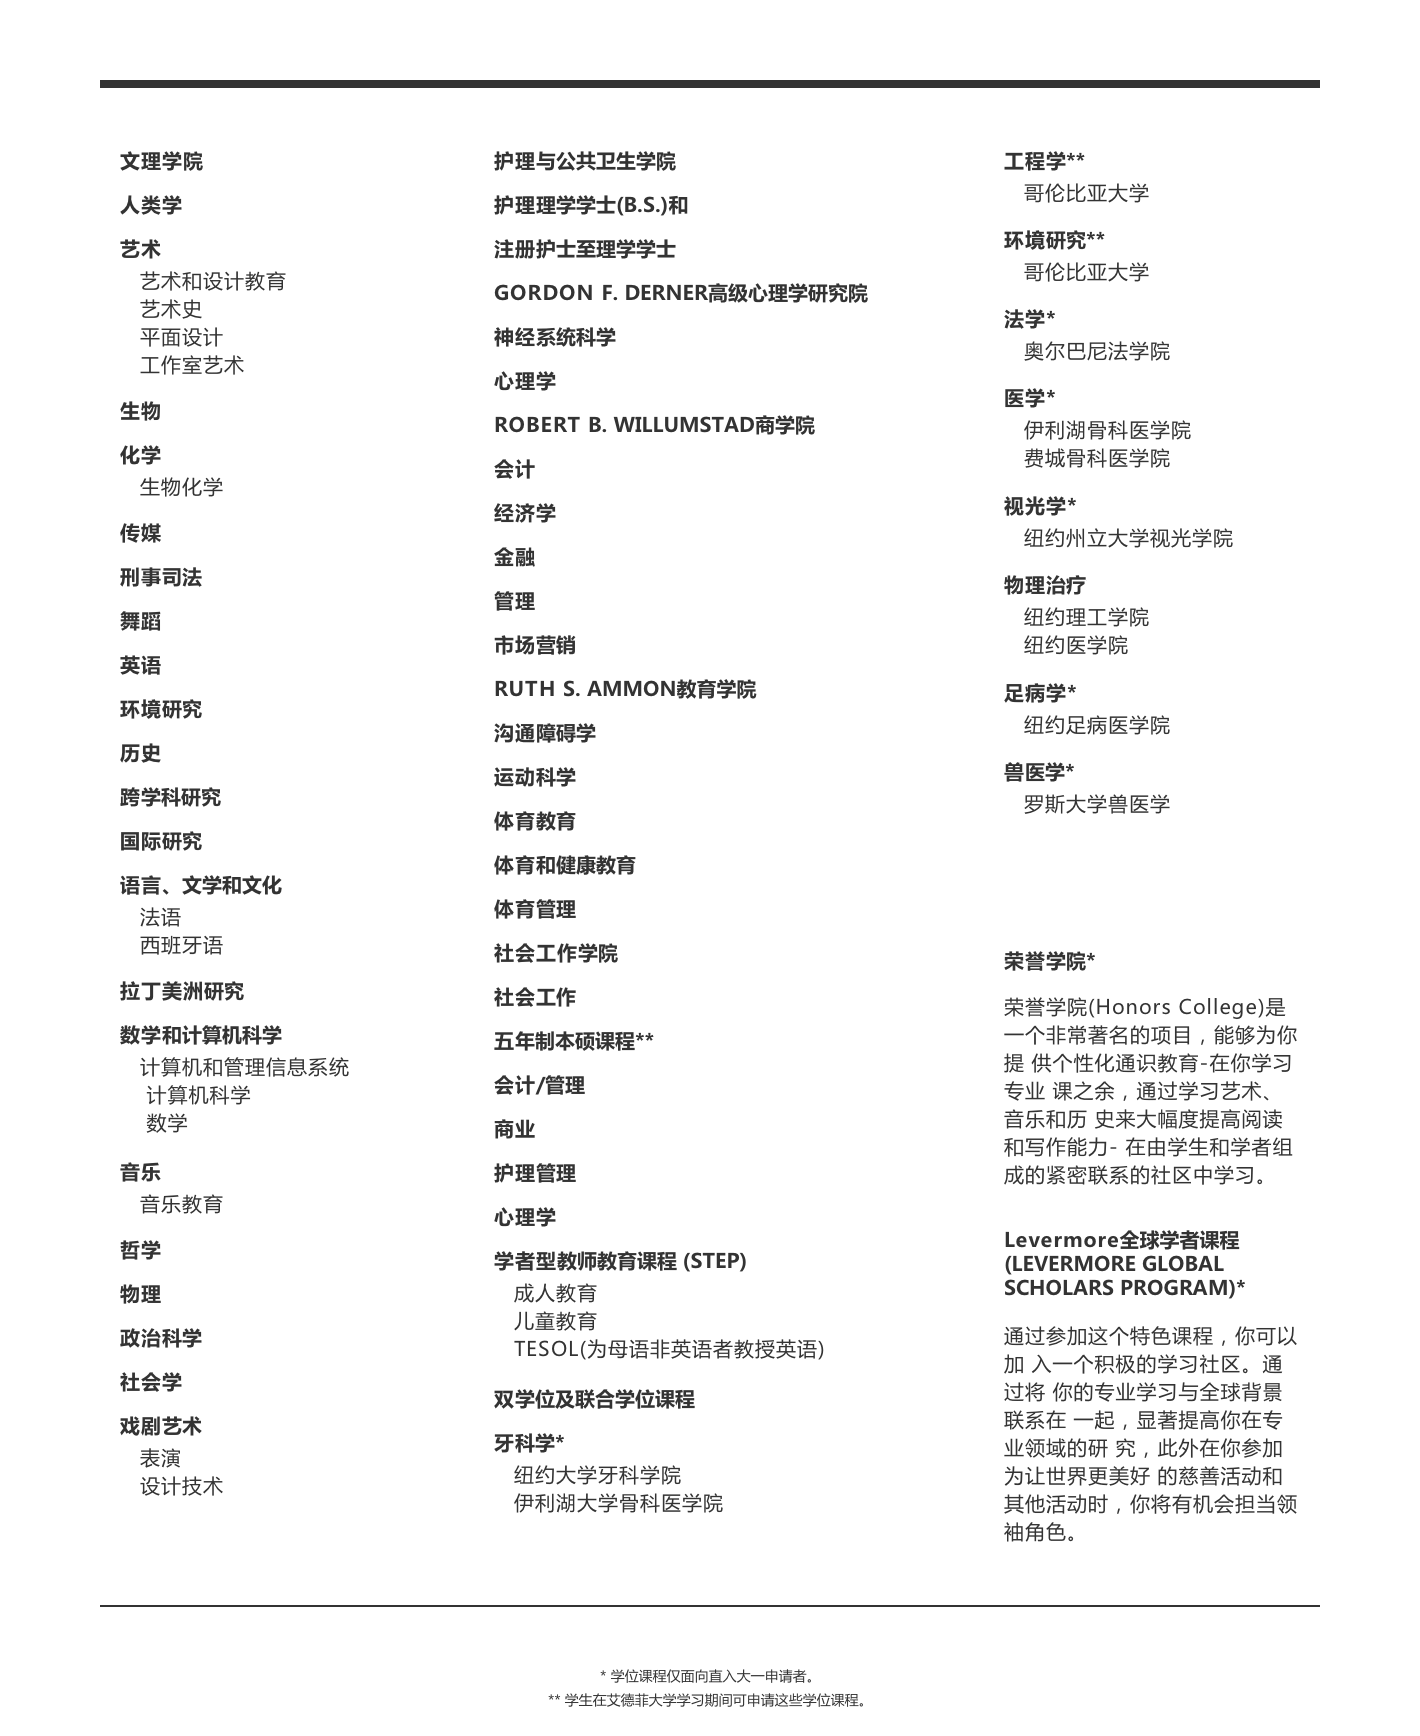 文理学院
人类学
艺术
艺术和设计教育
艺术史
平面设计
工作室艺术
生物
化学
生物化学
传媒
刑事司法
舞蹈
英语
环境研究
历史
跨学科研究
国际研究
语言、文学和文化
法语
西班牙语
拉丁美洲研究
数学和计算机科学
计算机和管理信息系统
计算机科学
数学
音乐
音乐教育
哲学
物理
政治科学
社会学
戏剧艺术
表演
设计技术
护理与公共卫生学院
护理理学学士(B.S.)和
注册护士至理学学士
GORDON F. DERNER高级心理学研究院
神经系统科学
心理学
ROBERT B. WILLUMSTAD商学院
会计
经济学
金融
管理
市场营销
RUTH S. AMMON教育学院
沟通障碍学
运动科学
体育教育
体育和健康教育
体育管理
社会工作学院
社会工作
五年制本硕课程**
会计/管理
商业
护理管理
心理学
学者型教师教育课程 (STEP)
成人教育
儿童教育
TESOL(为母语非英语者教授英语)
双学位及联合学位课程
牙科学*
纽约大学牙科学院
伊利湖大学骨科医学院
工程学**
哥伦比亚大学
环境研究**
哥伦比亚大学
法学*
奥尔巴尼法学院
医学*
伊利湖骨科医学院
费城骨科医学院
视光学*
纽约州立大学视光学院
物理治疗
纽约理工学院
纽约医学院
足病学*
纽约足病医学院
兽医学*
罗斯大学兽医学
荣誉学院*
荣誉学院(Honors College)是
一个非常著名的项目，能够为你
提 供个性化通识教育-在你学习
专业 课之余，通过学习艺术、
音乐和历 史来大幅度提高阅读
和写作能力- 在由学生和学者组
成的紧密联系的社区中学习。
Levermore全球学者课程
(LEVERMORE GLOBAL
SCHOLARS PROGRAM)*
通过参加这个特色课程，你可以
加 入一个积极的学习社区。通
过将 你的专业学习与全球背景
联系在 一起，显著提高你在专
业领域的研 究，此外在你参加
为让世界更美好 的慈善活动和
其他活动时，你将有机会担当领
袖角色。
* 学位课程仅面向直入大一申请者。
** 学生在艾德菲大学学习期间可申请这些学位课程。